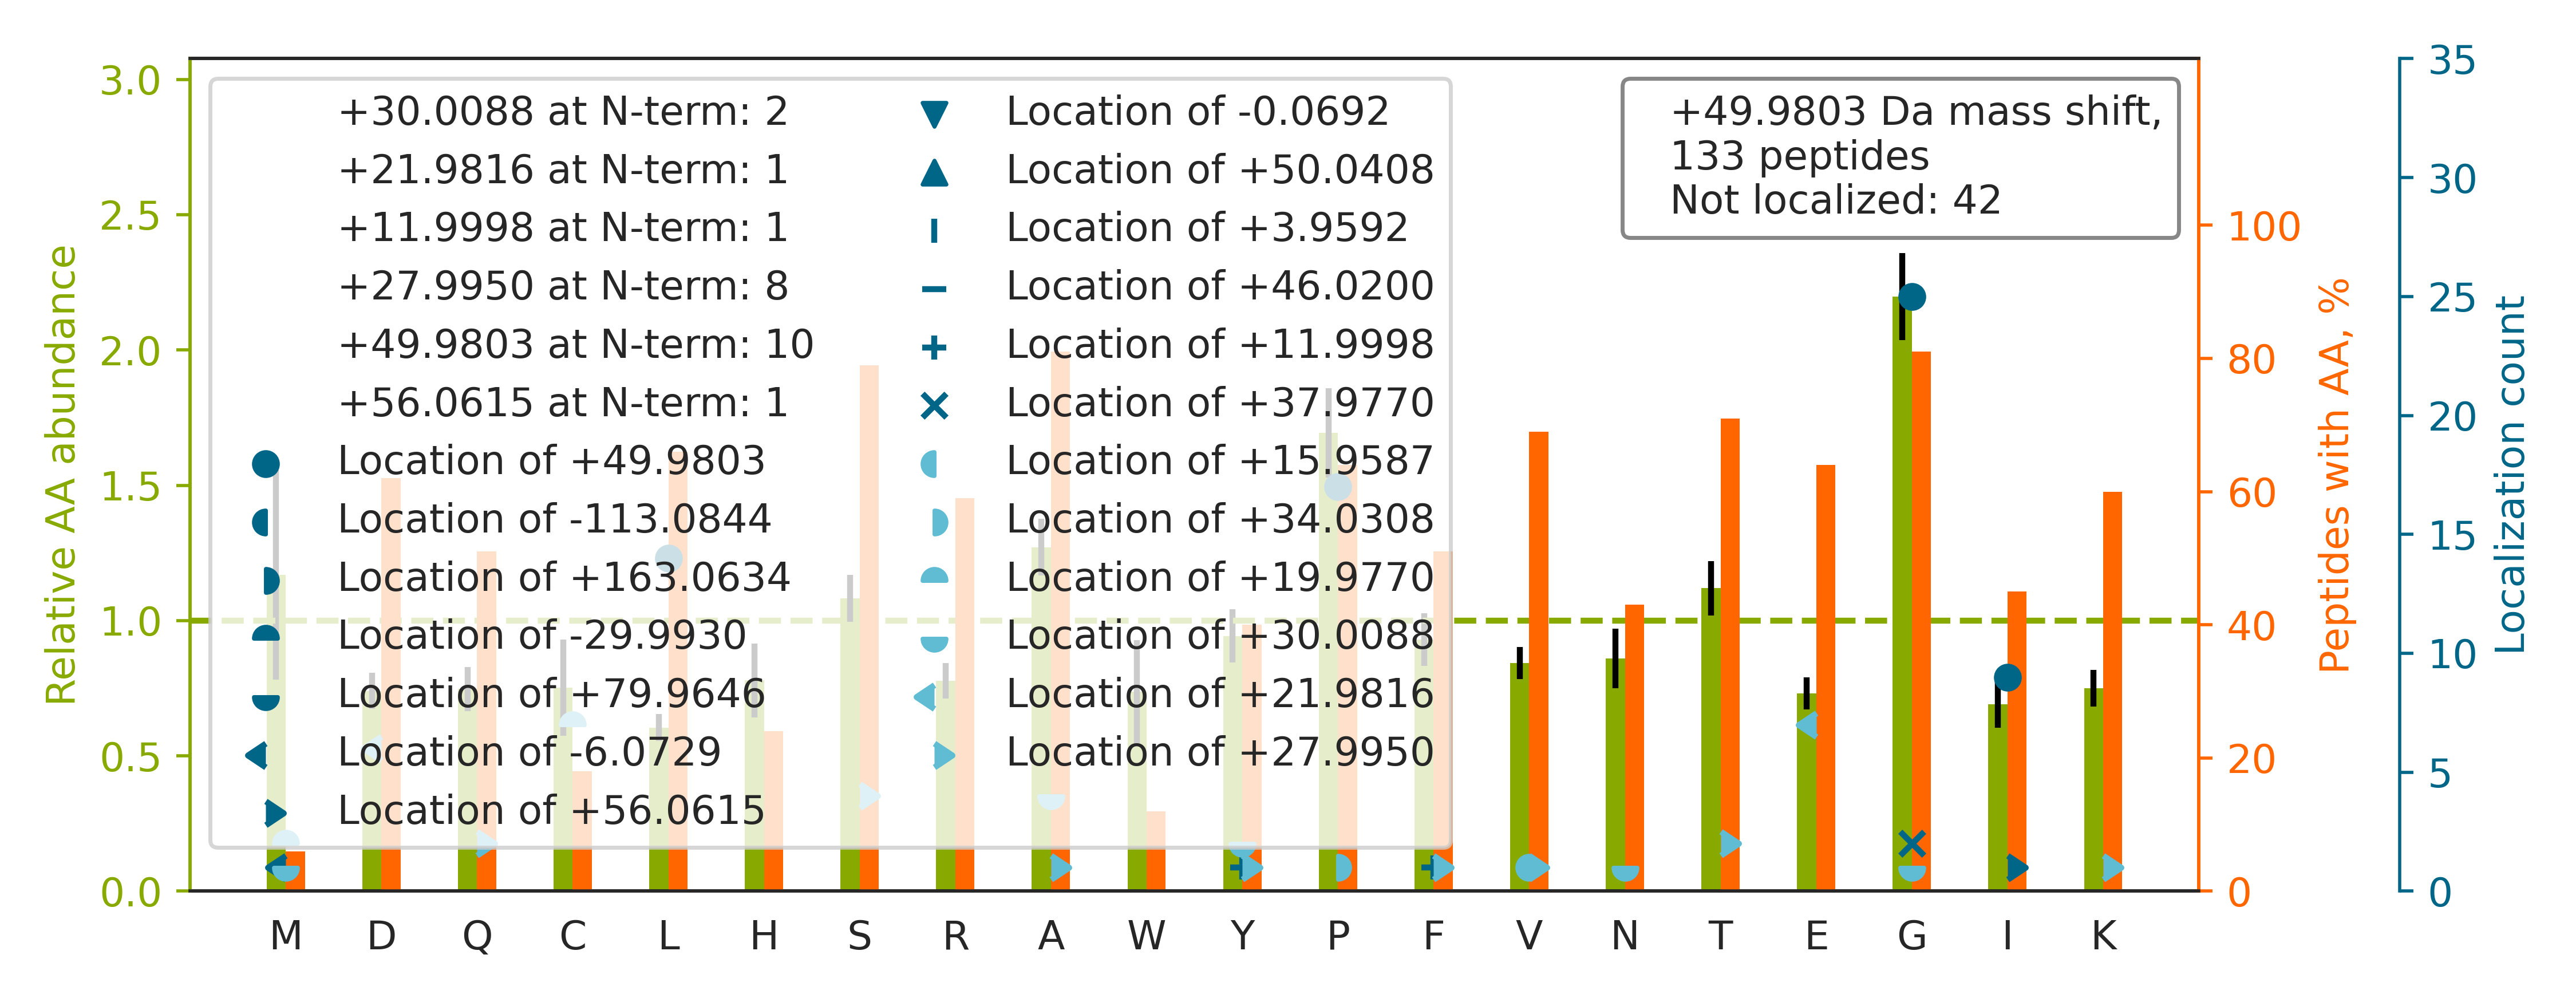 3.0
2.5
2.0
1.5
1.0
0.5
0.0
Relative AA abundance
+30.0088 at N-term: 2
+21.9816 at N-term: 1
+11.9998 at N-term: 1
+27.9950 at N-term: 8
+49.9803 at N-term: 10
+56.0615 at N-term: 1
Location of +49.9803
Location of -113.0844
Location of +163.0634
Location of -29.9930
Location of +79.9646
Location of -6.0729
Location of +56.0615
Location of -0.0692
Location of +50.0408
Location of +3.9592
Location of +46.0200
Location of +11.9998
Location of +37.9770
Location of +15.9587
Location of +34.0308
Location of +19.9770
Location of +30.0088
Location of +21.9816
Location of +27.9950
+49.9803 Da mass shift,
133 peptides
Not localized: 42
100
80
60
40
20
0
Peptides with AA, %
35
30
25
20
15
10
5
0
Localization count
M D Q C L H S R A W Y P F V N T E G I K